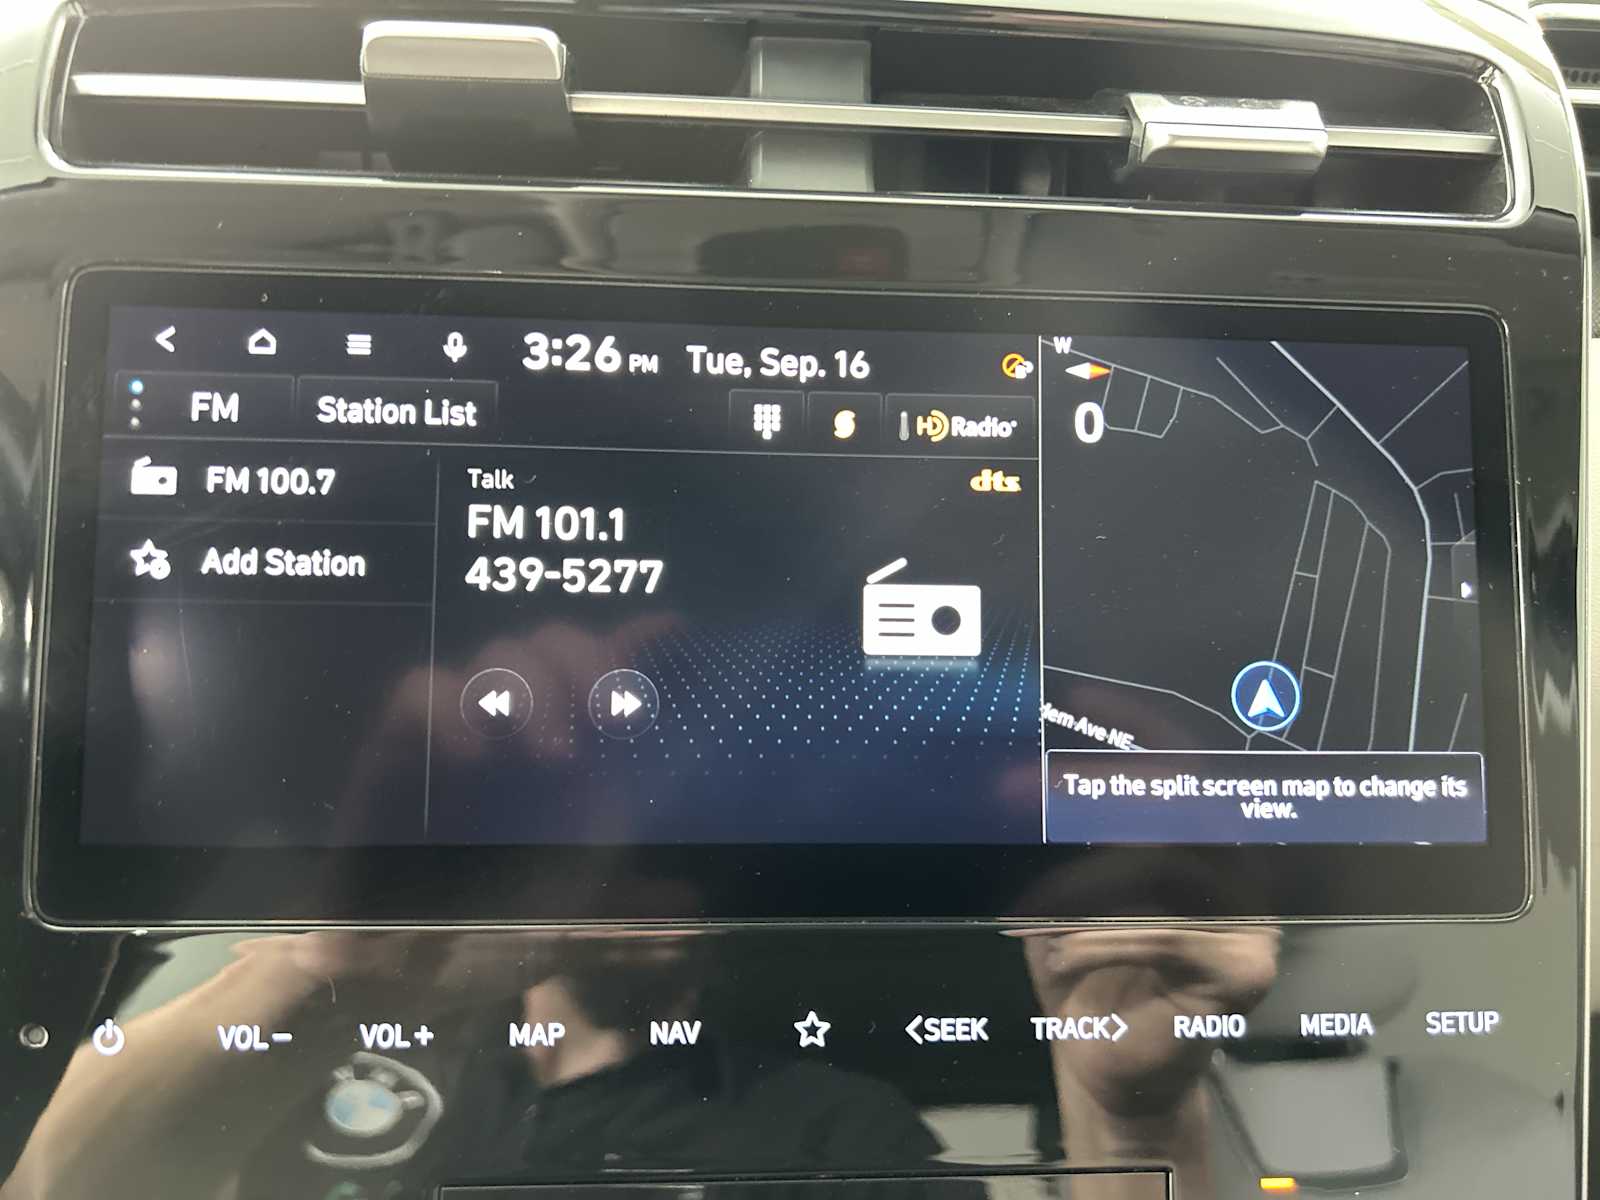 3:26 PM Tue, Sep. 16
W
FM Station List
HD Radio
0
FM 100.7
Add Station
Talk
dts
FM 101.1
439-5277
Ave NE
Tap the split screen map to change its
view.
VOL- VOL+ MAP NAV <SEEK TRACK> RADIO MEDIA SETUP